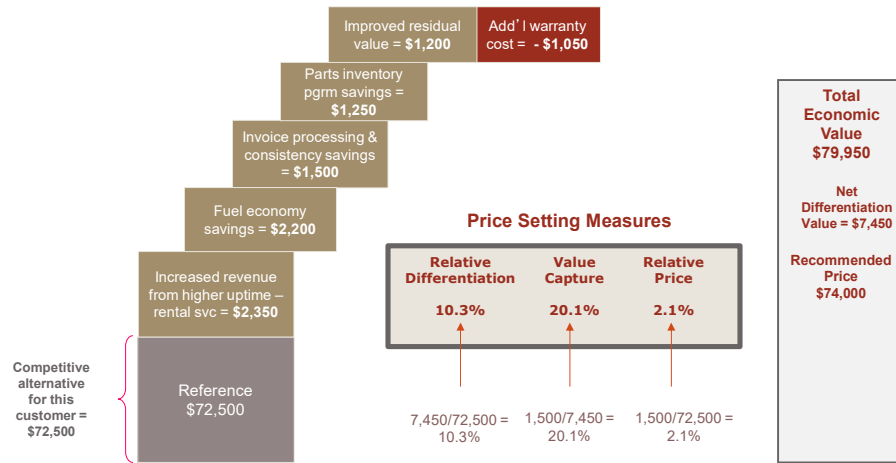 Improved residual
value = $1,200
Add’l warranty
cost = - $1,050
Parts inventory
pgrm savings =
$1,250
Invoice processing &
consistency savings
= $1,500
Fuel economy
savings = $2,200
Increased revenue
from higher uptime –
rental svc = $2,350
Reference
$72,500
Competitive
alternative
for this
customer =
$72,500
Price Setting Measures
Relative
Differentiation
10.3%
Value
Capture
20.1%
Relative
Price
2.1%
7,450/72,500 =
10.3%
1,500/7,450 =
20.1%
1,500/72,500 =
2.1%
Total
Economic
Value
$79,950
Net
Differentiation
Value = $7,450
Recommended
Price
$74,000